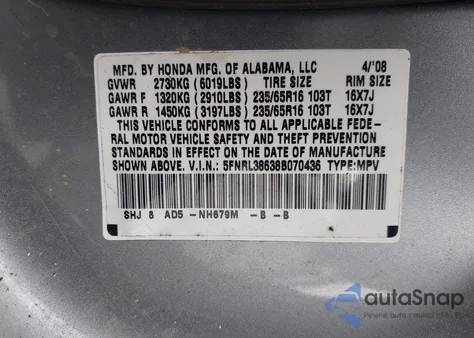 MFD. BY HONDA MFG. OF ALABAMA, LLC 4/'08
GVWR 2730KG (6019LBS) TIRE SIZE RIM SIZE
GAWR F 1320KG (2910LBS) 235/65R16 103T 16X7J
GAWR R 1450KG (3197LBS) 235/65R16 103T 16X7J
THIS VEHICLE CONFORMS TO ALL APPLICABLE FEDE-
RAL MOTOR VEHICLE SAFETY AND THEFT PREVENTION
STANDARDS IN EFFECT ON THE DATE OF MANUFACTURE
SHOWN ABOVE. V.I.N.: 5FNRL38638B070436 TYPE:MPV
SHJ 8 AD5 -NH679M -B -B
autoSnap